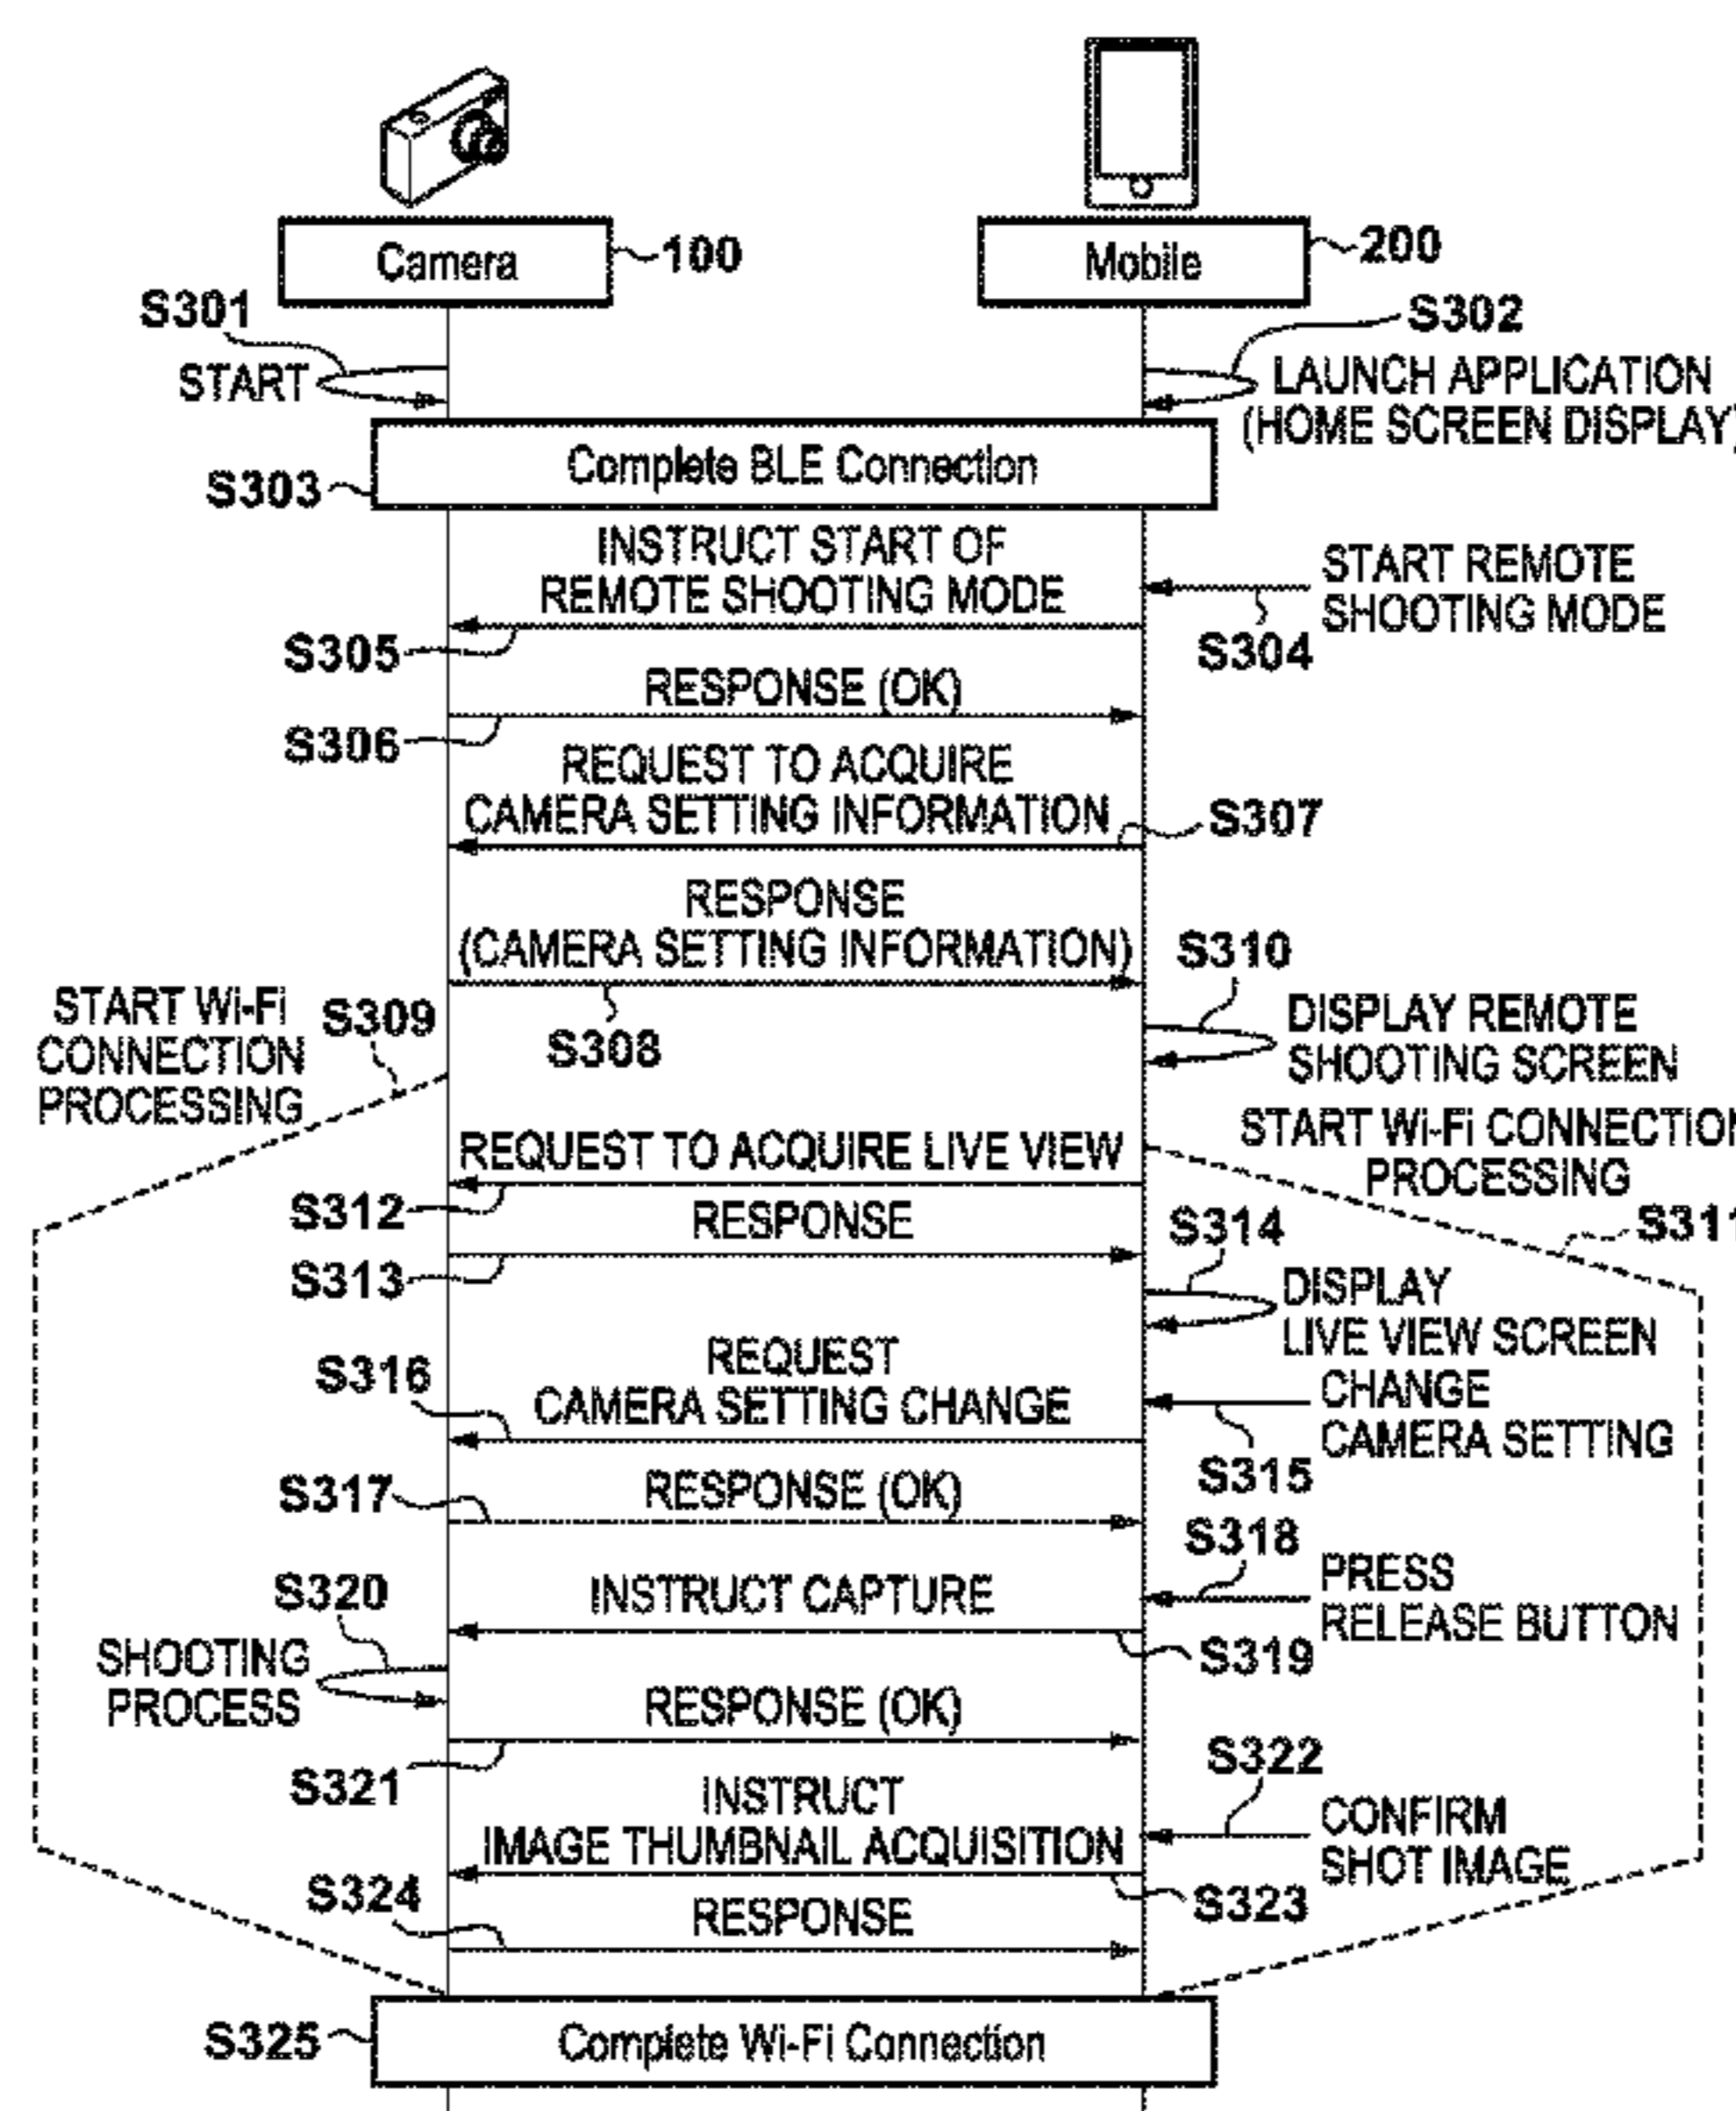 Camera
100
Mobile
200
S301
START
S302
LAUNCH APPLICATION
(HOME SCREEN DISPLAY)
Complete BLE Connection
S303
INSTRUCT START OF
REMOTE SHOOTING MODE
START REMOTE
SHOOTING MODE
S305
S304
RESPONSE (OK)
S306
REQUEST TO ACQUIRE
CAMERA SETTING INFORMATION
S307
RESPONSE
(CAMERA SETTING INFORMATION)
S308
S310
DISPLAY REMOTE
SHOOTING SCREEN
START Wi-Fi
CONNECTION
PROCESSING
S309
START Wi-Fi CONNECTION
PROCESSING
S311
REQUEST TO ACQUIRE LIVE VIEW
S312
RESPONSE
S313
S314
DISPLAY
LIVE VIEW SCREEN
REQUEST
CAMERA SETTING CHANGE
S316
CHANGE
CAMERA SETTING
S315
S317
RESPONSE (OK)
S318
PRESS
RELEASE BUTTON
INSTRUCT CAPTURE
S319
S320
SHOOTING
PROCESS
RESPONSE (OK)
S321
S322
CONFIRM
SHOT IMAGE
INSTRUCT
IMAGE THUMBNAIL ACQUISITION
S323
S324
RESPONSE
S325
Complete Wi-Fi Connection